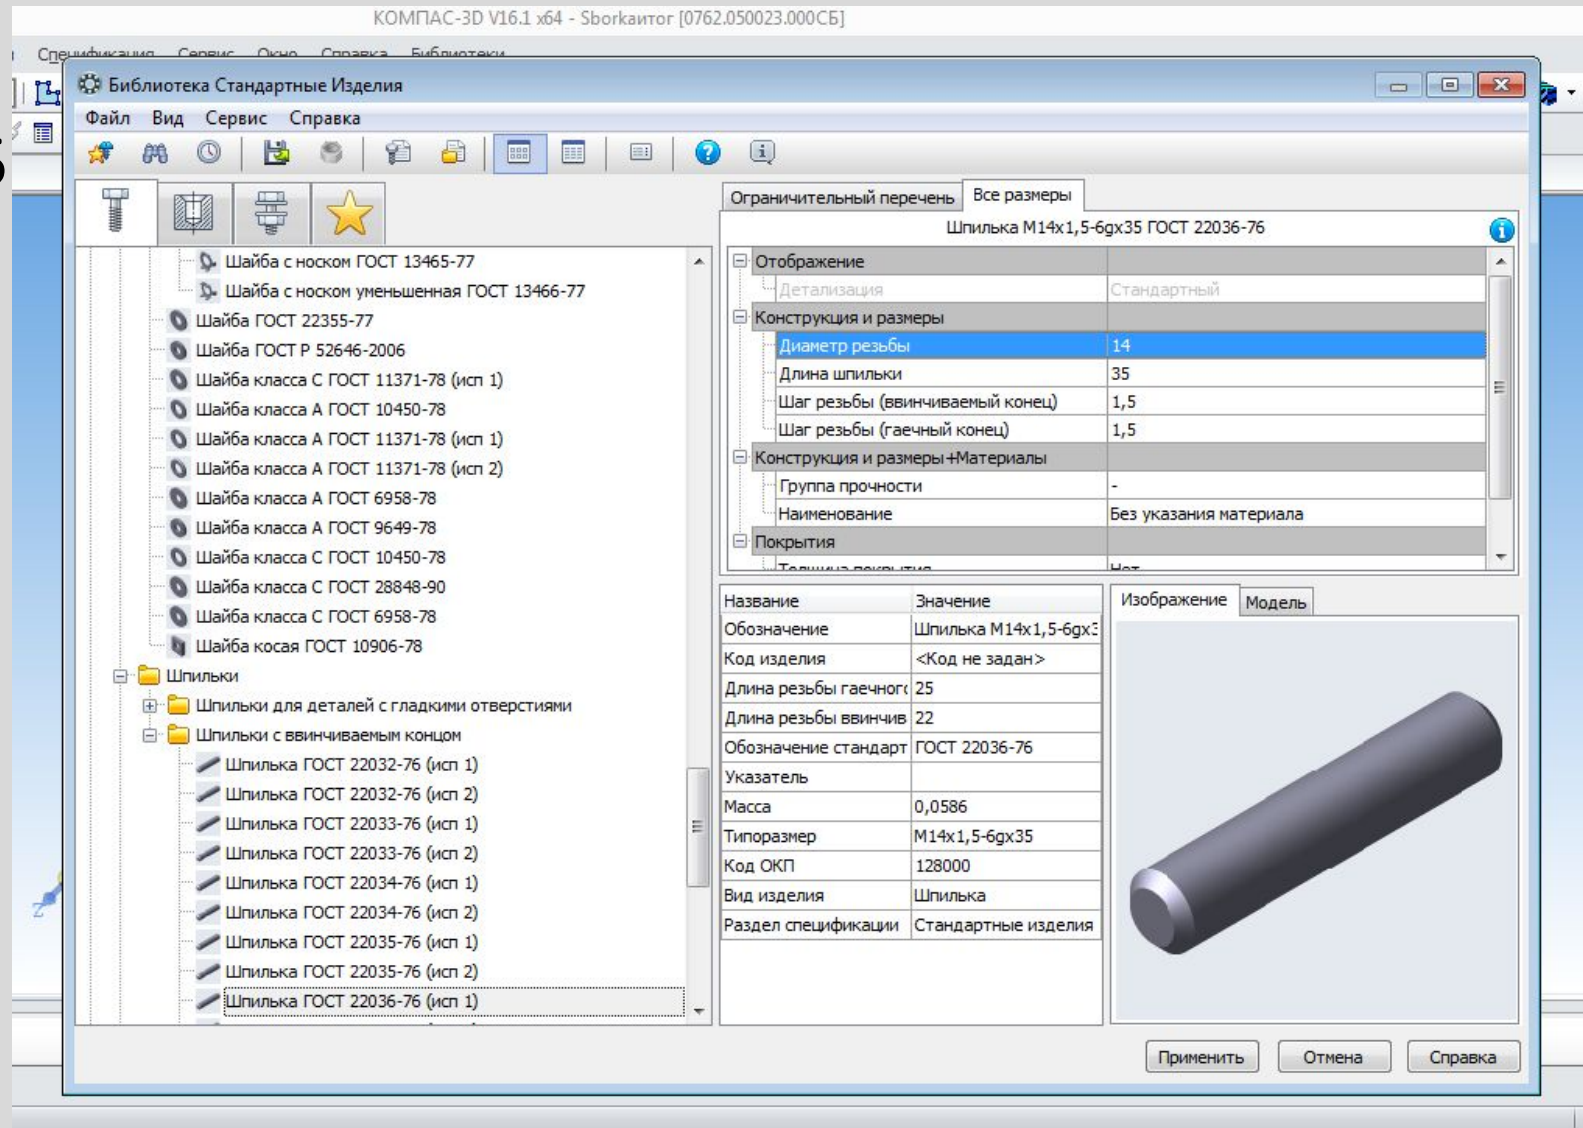 КОМПАС-3D V16.1 x64 - Sborkaитог [0762.050023.000СБ]
Спецификация Сервис Окно Справка Библиотеки
Библиотека Стандартные Изделия
Файл Вид Сервис Справка
Ограничительный перечень Все размеры
Шпилька М14x1,5-6gx35 ГОСТ 22036-76
Шайба с носком ГОСТ 13465-77
Шайба с носком уменьшенная ГОСТ 13466-77
Шайба ГОСТ 22355-77
Шайба ГОСТ Р 52646-2006
Шайба класса C ГОСТ 11371-78 (исп 1)
Шайба класса А ГОСТ 10450-78
Шайба класса А ГОСТ 11371-78 (исп 1)
Шайба класса А ГОСТ 11371-78 (исп 2)
Шайба класса А ГОСТ 6958-78
Шайба класса А ГОСТ 9649-78
Шайба класса С ГОСТ 10450-78
Шайба класса С ГОСТ 28848-90
Шайба класса С ГОСТ 6958-78
Шайба косая ГОСТ 10906-78
Шпильки
Шпильки для деталей с гладкими отверстиями
Шпильки с ввинчиваемым концом
Шпилька ГОСТ 22032-76 (исп 1)
Шпилька ГОСТ 22032-76 (исп 2)
Шпилька ГОСТ 22033-76 (исп 1)
Шпилька ГОСТ 22033-76 (исп 2)
Шпилька ГОСТ 22034-76 (исп 1)
Шпилька ГОСТ 22034-76 (исп 2)
Шпилька ГОСТ 22035-76 (исп 1)
Шпилька ГОСТ 22035-76 (исп 2)
Шпилька ГОСТ 22036-76 (исп 1)
Отображение
Детализация Стандартный
Конструкция и размеры
Диаметр резьбы 14
Длина шпильки 35
Шаг резьбы (ввинчиваемый конец) 1,5
Шаг резьбы (гаечный конец) 1,5
Конструкция и размеры+Материалы
Группа прочности -
Наименование Без указания материала
Покрытия
Толщина покрытия Нет
Название Значение
Обозначение Шпилька М14x1,5-6gx3
Код изделия <Код не задан>
Длина резьбы гаечног 25
Длина резьбы ввинчив 22
Обозначение стандарт ГОСТ 22036-76
Указатель
Масса 0,0586
Типоразмер М14x1,5-6gx35
Код ОКП 128000
Вид изделия Шпилька
Раздел спецификации Стандартные изделия
Изображение Модель
Z
Применить Отмена Справка